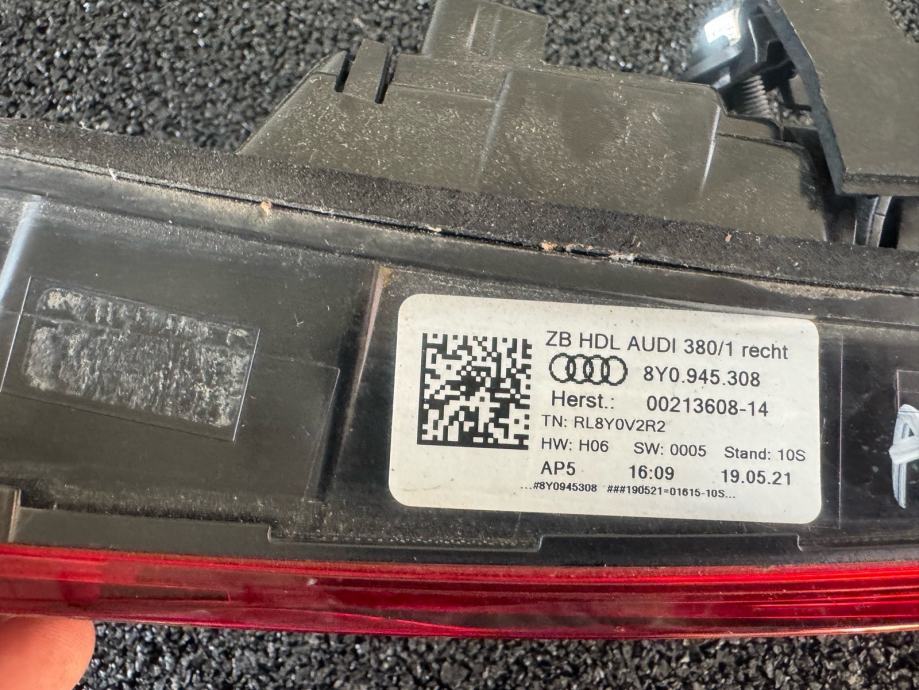 ZB HDL AUDI 380/1 recht
8Y0.945.308
Herst.: 00213608-14
TN: RL8Y0V2R2
HW: H06 SW: 0005 Stand: 10S
AP5 16:09 19.05.21
...#8Y0945308 ###190521=01615-10S...